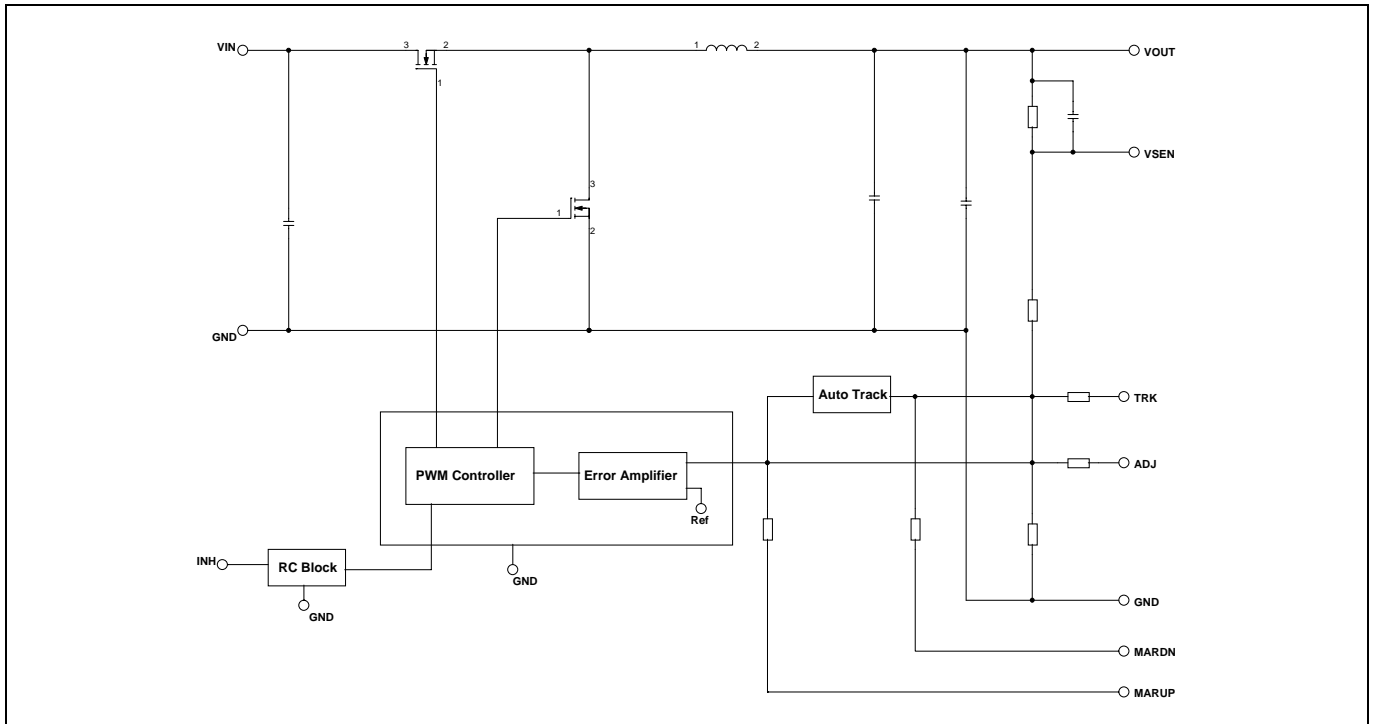 VIN
3
2
1
1
2
VOUT
VSEN
3
1
2
GND
Auto Track
TRK
PWM Controller
Error Amplifier
ADJ
Ref
INH
RC Block
GND
GND
GND
MARDN
MARUP